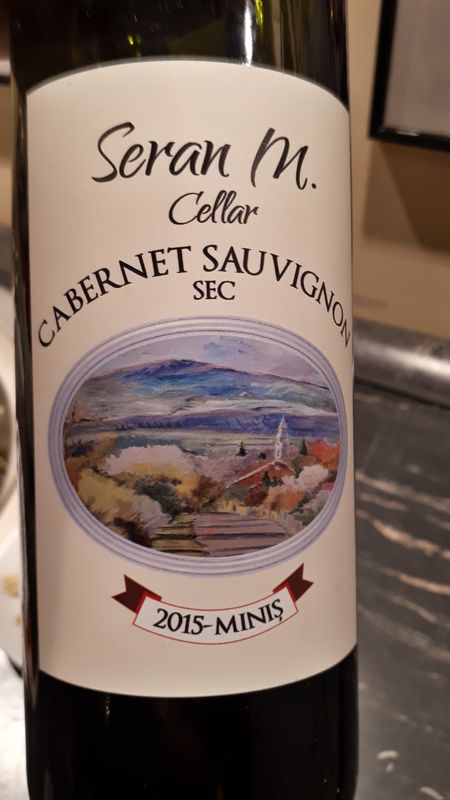 Seran M.
Cellar
CABERNET SAUVIGNON
SEC
2015-MINIŞ